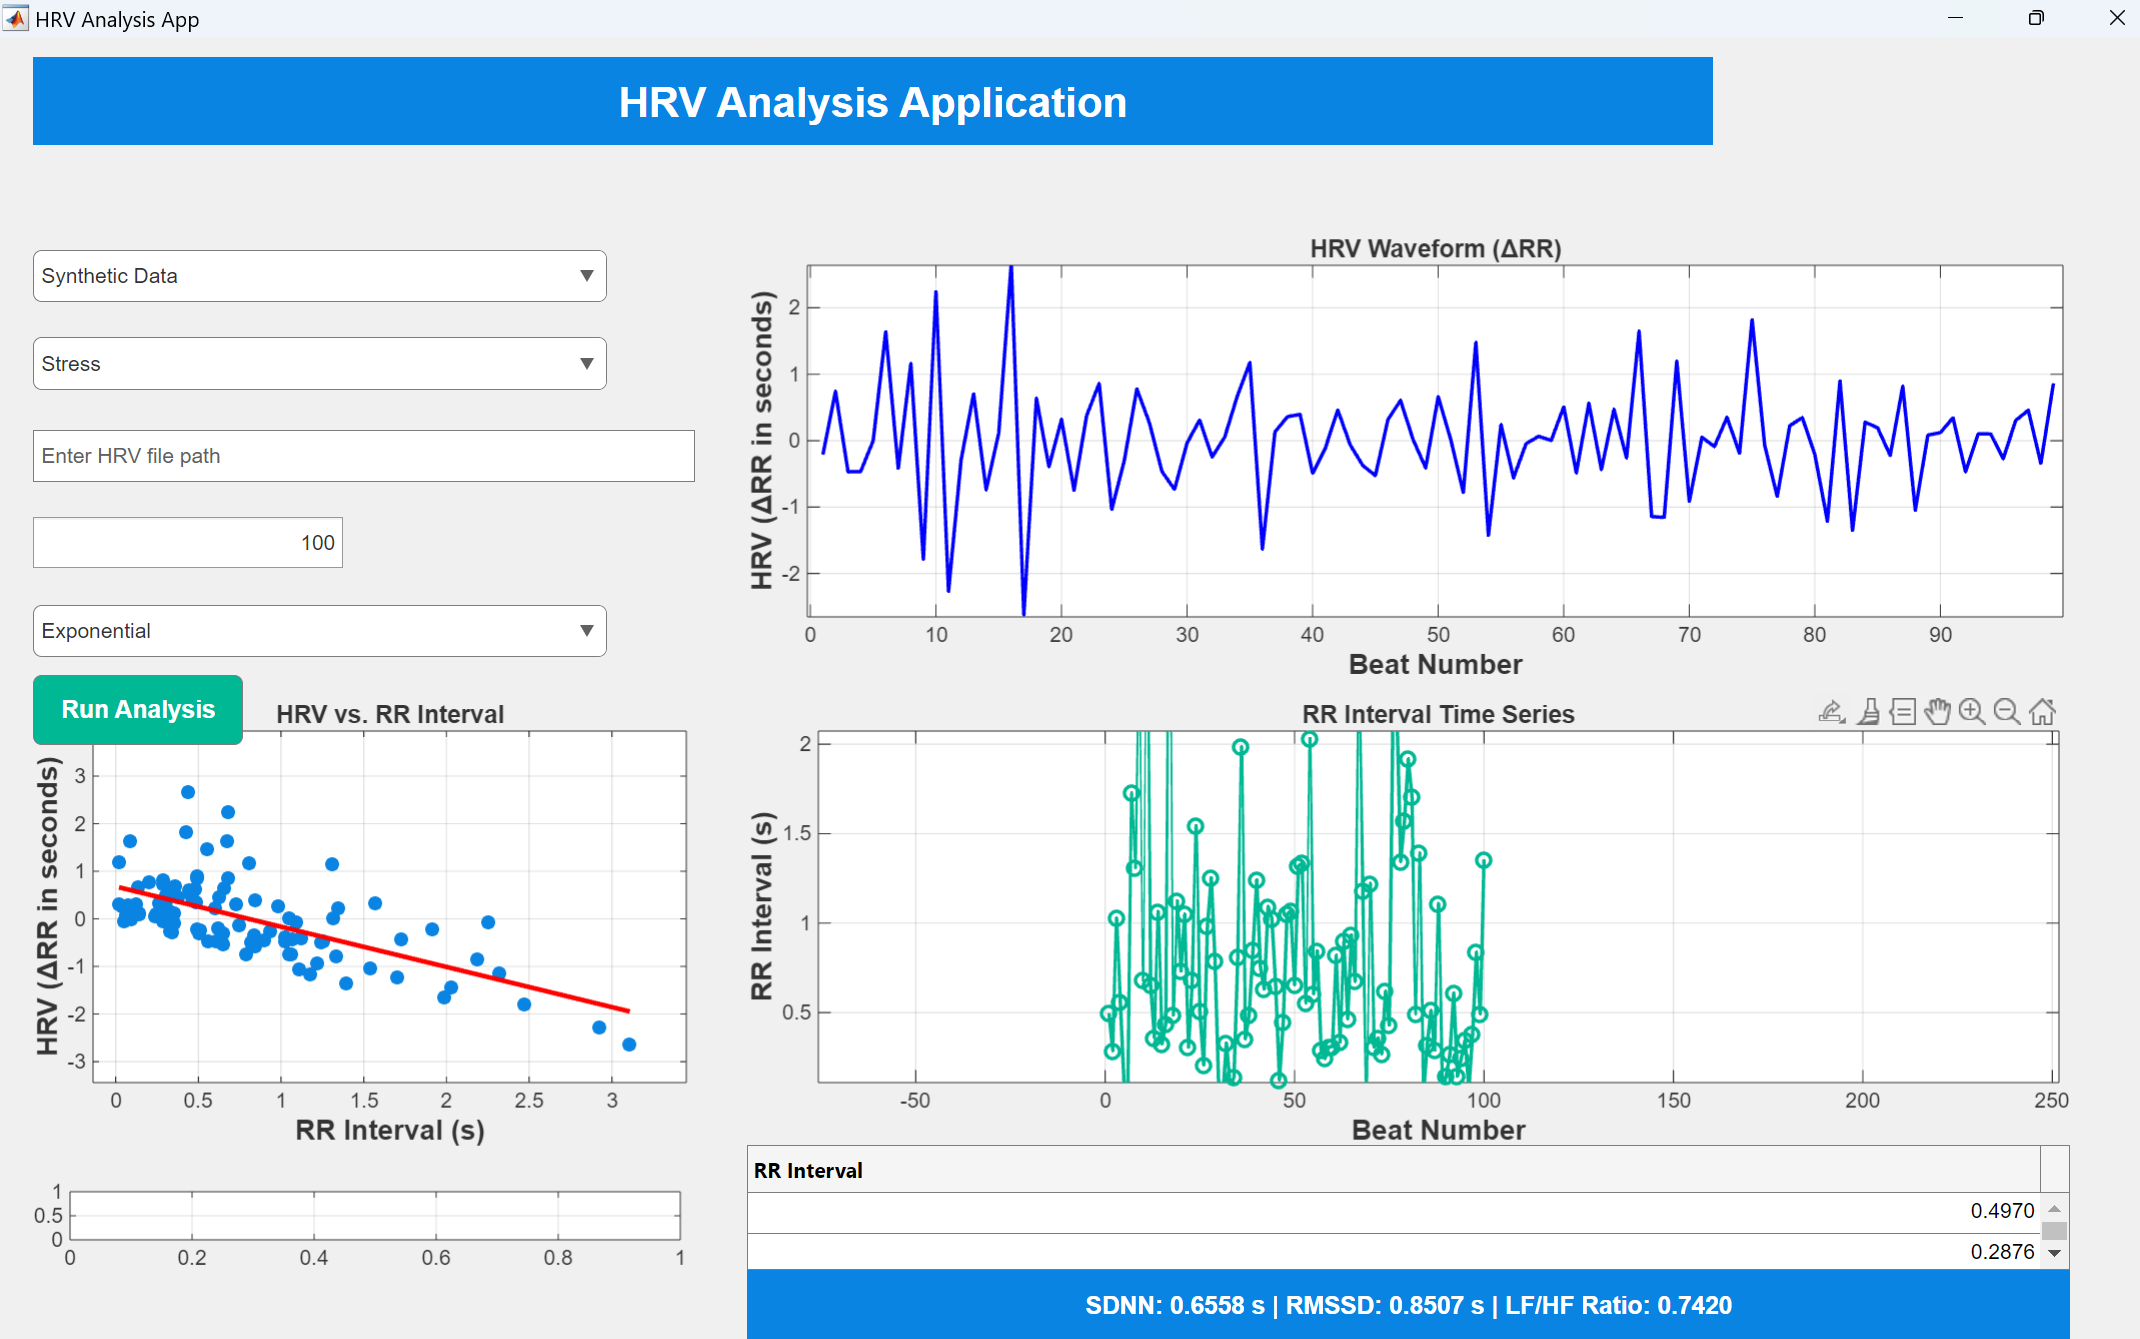 HRV Analysis App
HRV Analysis Application
Synthetic Data
Stress
Enter HRV file path
100
Exponential
Run Analysis
HRV Waveform (ΔRR)
HRV (ΔRR in seconds)
2
1
0
-1
-2
0 10 20 30 40 50 60 70 80 90
Beat Number
HRV vs. RR Interval
HRV (ΔRR in seconds)
3
2
1
0
-1
-2
-3
0 0.5 1 1.5 2 2.5 3
RR Interval (s)
RR Interval Time Series
RR Interval (s)
2
1.5
1
0.5
-50 0 50 100 150 200 250
Beat Number
1
0.5
0
0 0.2 0.4 0.6 0.8 1
RR Interval
0.4970
0.2876
SDNN: 0.6558 s | RMSSD: 0.8507 s | LF/HF Ratio: 0.7420